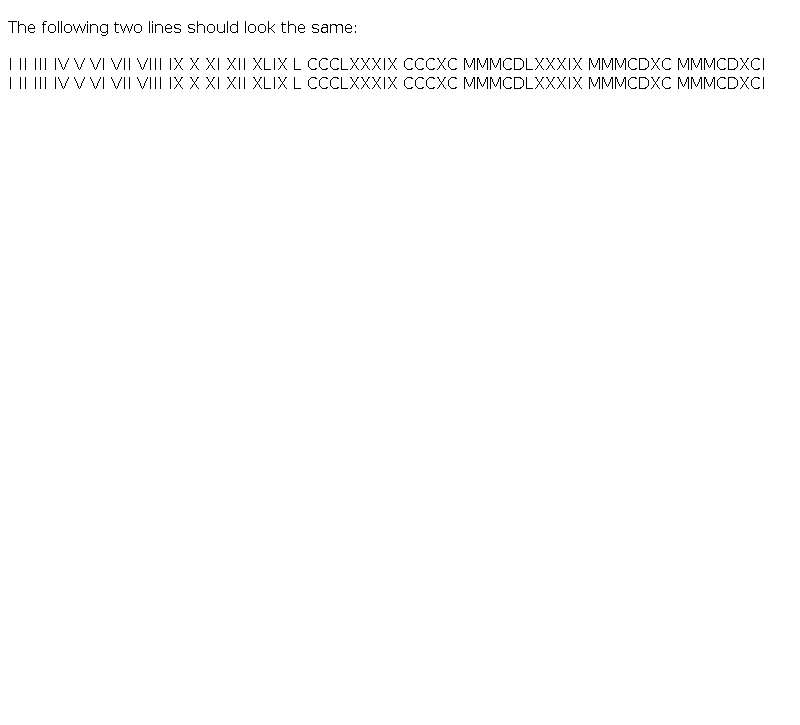 The following two lines should look the same:
I II III IV V VI VII VIII IX X XI XII XLIX L CCCLXXXIX CCCXC MMMCDLXXXIX MMMCDXC MMMCDXCI
I II III IV V VI VII VIII IX X XI XII XLIX L CCCLXXXIX CCCXC MMMCDLXXXIX MMMCDXC MMMCDXCI